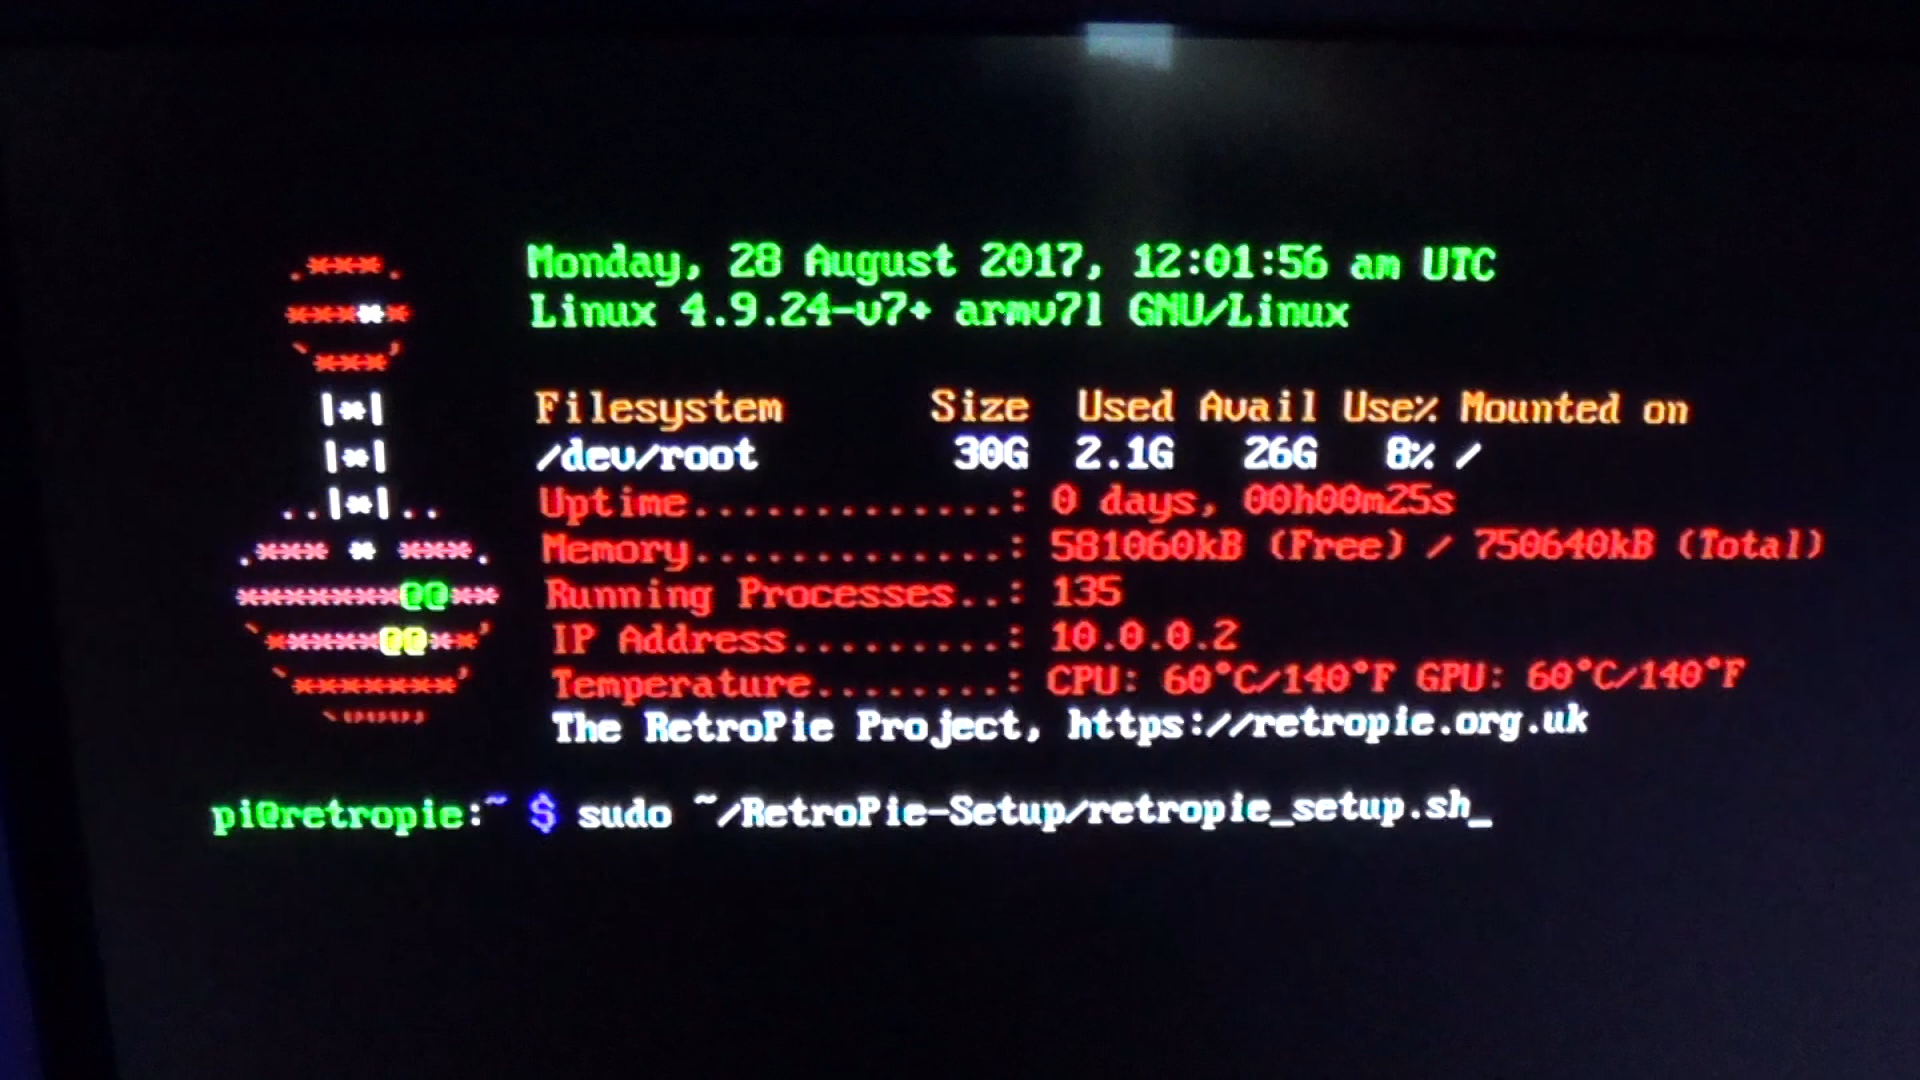 Monday, 28 August 2017, 12:01:56 am UTC
Linux 4.9.24-v7+ armv7l GNU/Linux
Filesystem Size Used Avail Use% Mounted on
/dev/root 30G 2.1G 26G 8% /
Uptime.............: 0 days, 00h00m25s
Memory.............: 581060kB (Free) / 750640kB (Total)
Running Processes..: 135
IP Address.........: 10.0.0.2
Temperature........: CPU: 60°C/140°F GPU: 60°C/140°F
The RetroPie Project, https://retropie.org.uk
pi@retropie:~ $ sudo ~/RetroPie-Setup/retropie_setup.sh_